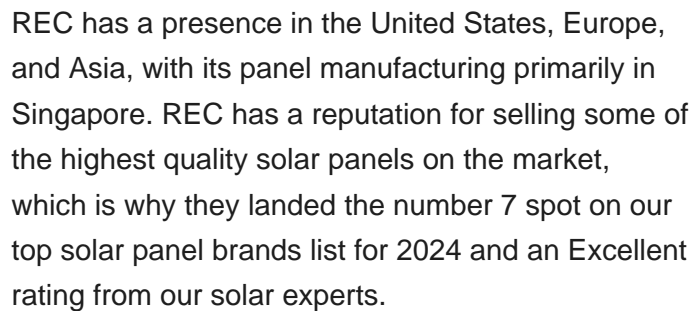 REC has a presence in the United States, Europe,
and Asia, with its panel manufacturing primarily in
Singapore. REC has a reputation for selling some of
the highest quality solar panels on the market,
which is why they landed the number 7 spot on our
top solar panel brands list for 2024 and an Excellent
rating from our solar experts.